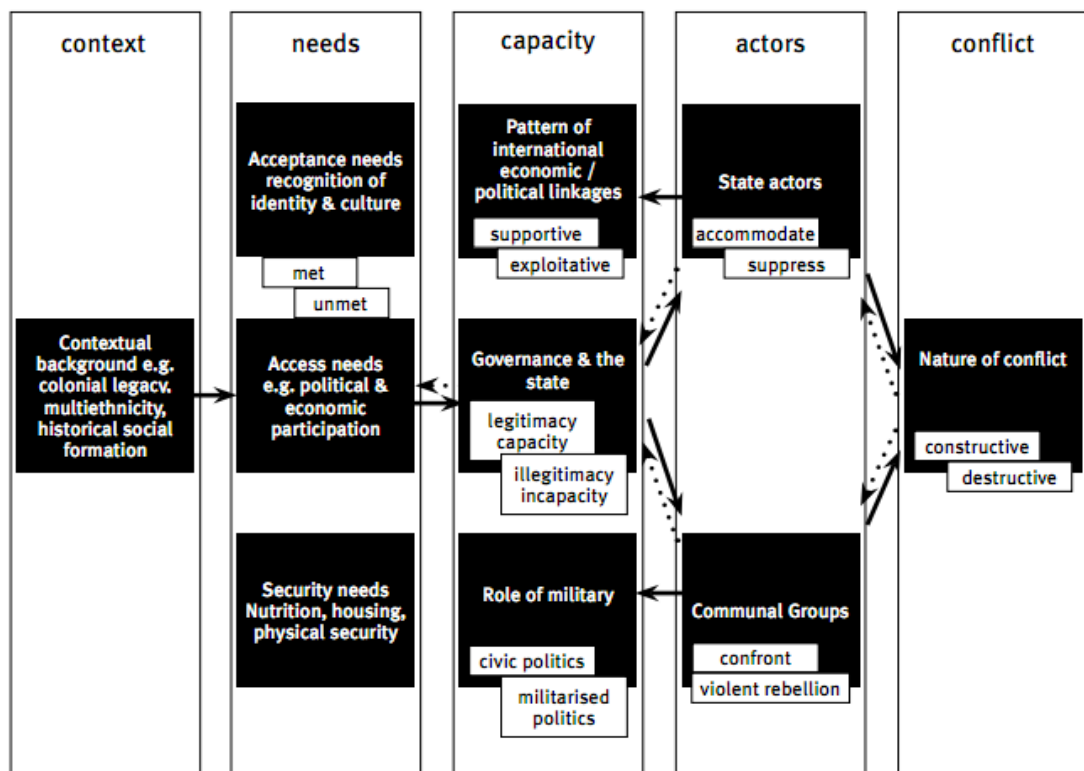 context
needs
capacity
actors
conflict
Acceptance needs
recognition of
identity & culture
met
unmet
Pattern of
international
economic /
political linkages
supportive
exploitative
State actors
accommodate
suppress
Contextual
background e.g.
colonial legacy,
multiethnicity,
historical social
formation
Access needs
e.g. political &
economic
participation
Governance & the
state
legitimacy
capacity
illegitimacy
incapacity
Nature of conflict
constructive
destructive
Security needs
Nutrition, housing,
physical security
Role of military
civic politics
militarised
politics
Communal Groups
confront
violent rebellion